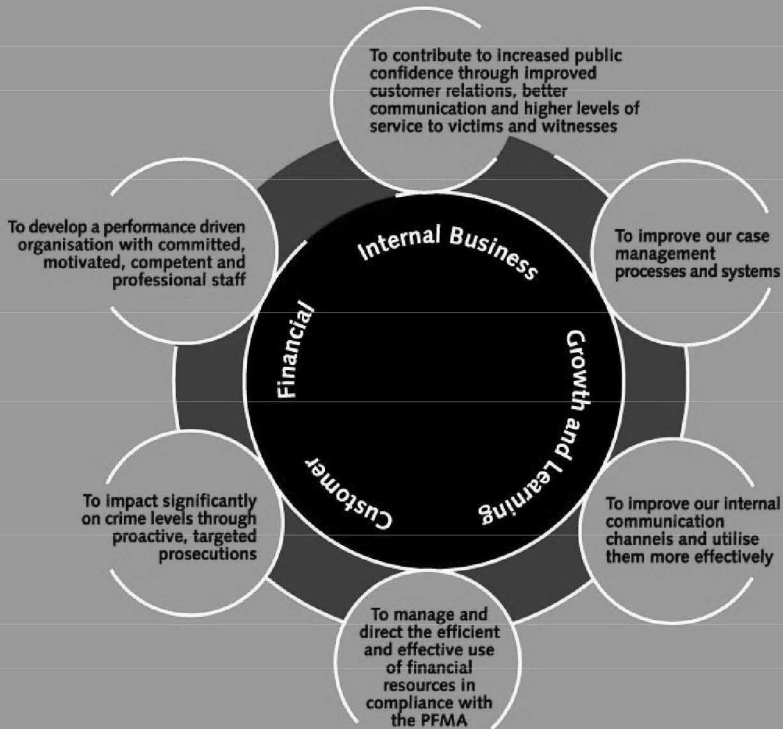 To contribute to increased public
confidence through improved
customer relations, better
communication and higher levels of
service to victims and witnesses
To develop a performance driven
organisation with committed,
motivated, competent and
professional staff
To improve our case
management
processes and systems
Internal Business
Financial
Growth and Learning
Customer
To impact significantly
on crime levels through
proactive, targeted
prosecutions
To improve our internal
communication
channels and utilise
them more effectively
To manage and
direct the efficient
and effective use
of financial
resources in
compliance with
the PFMA